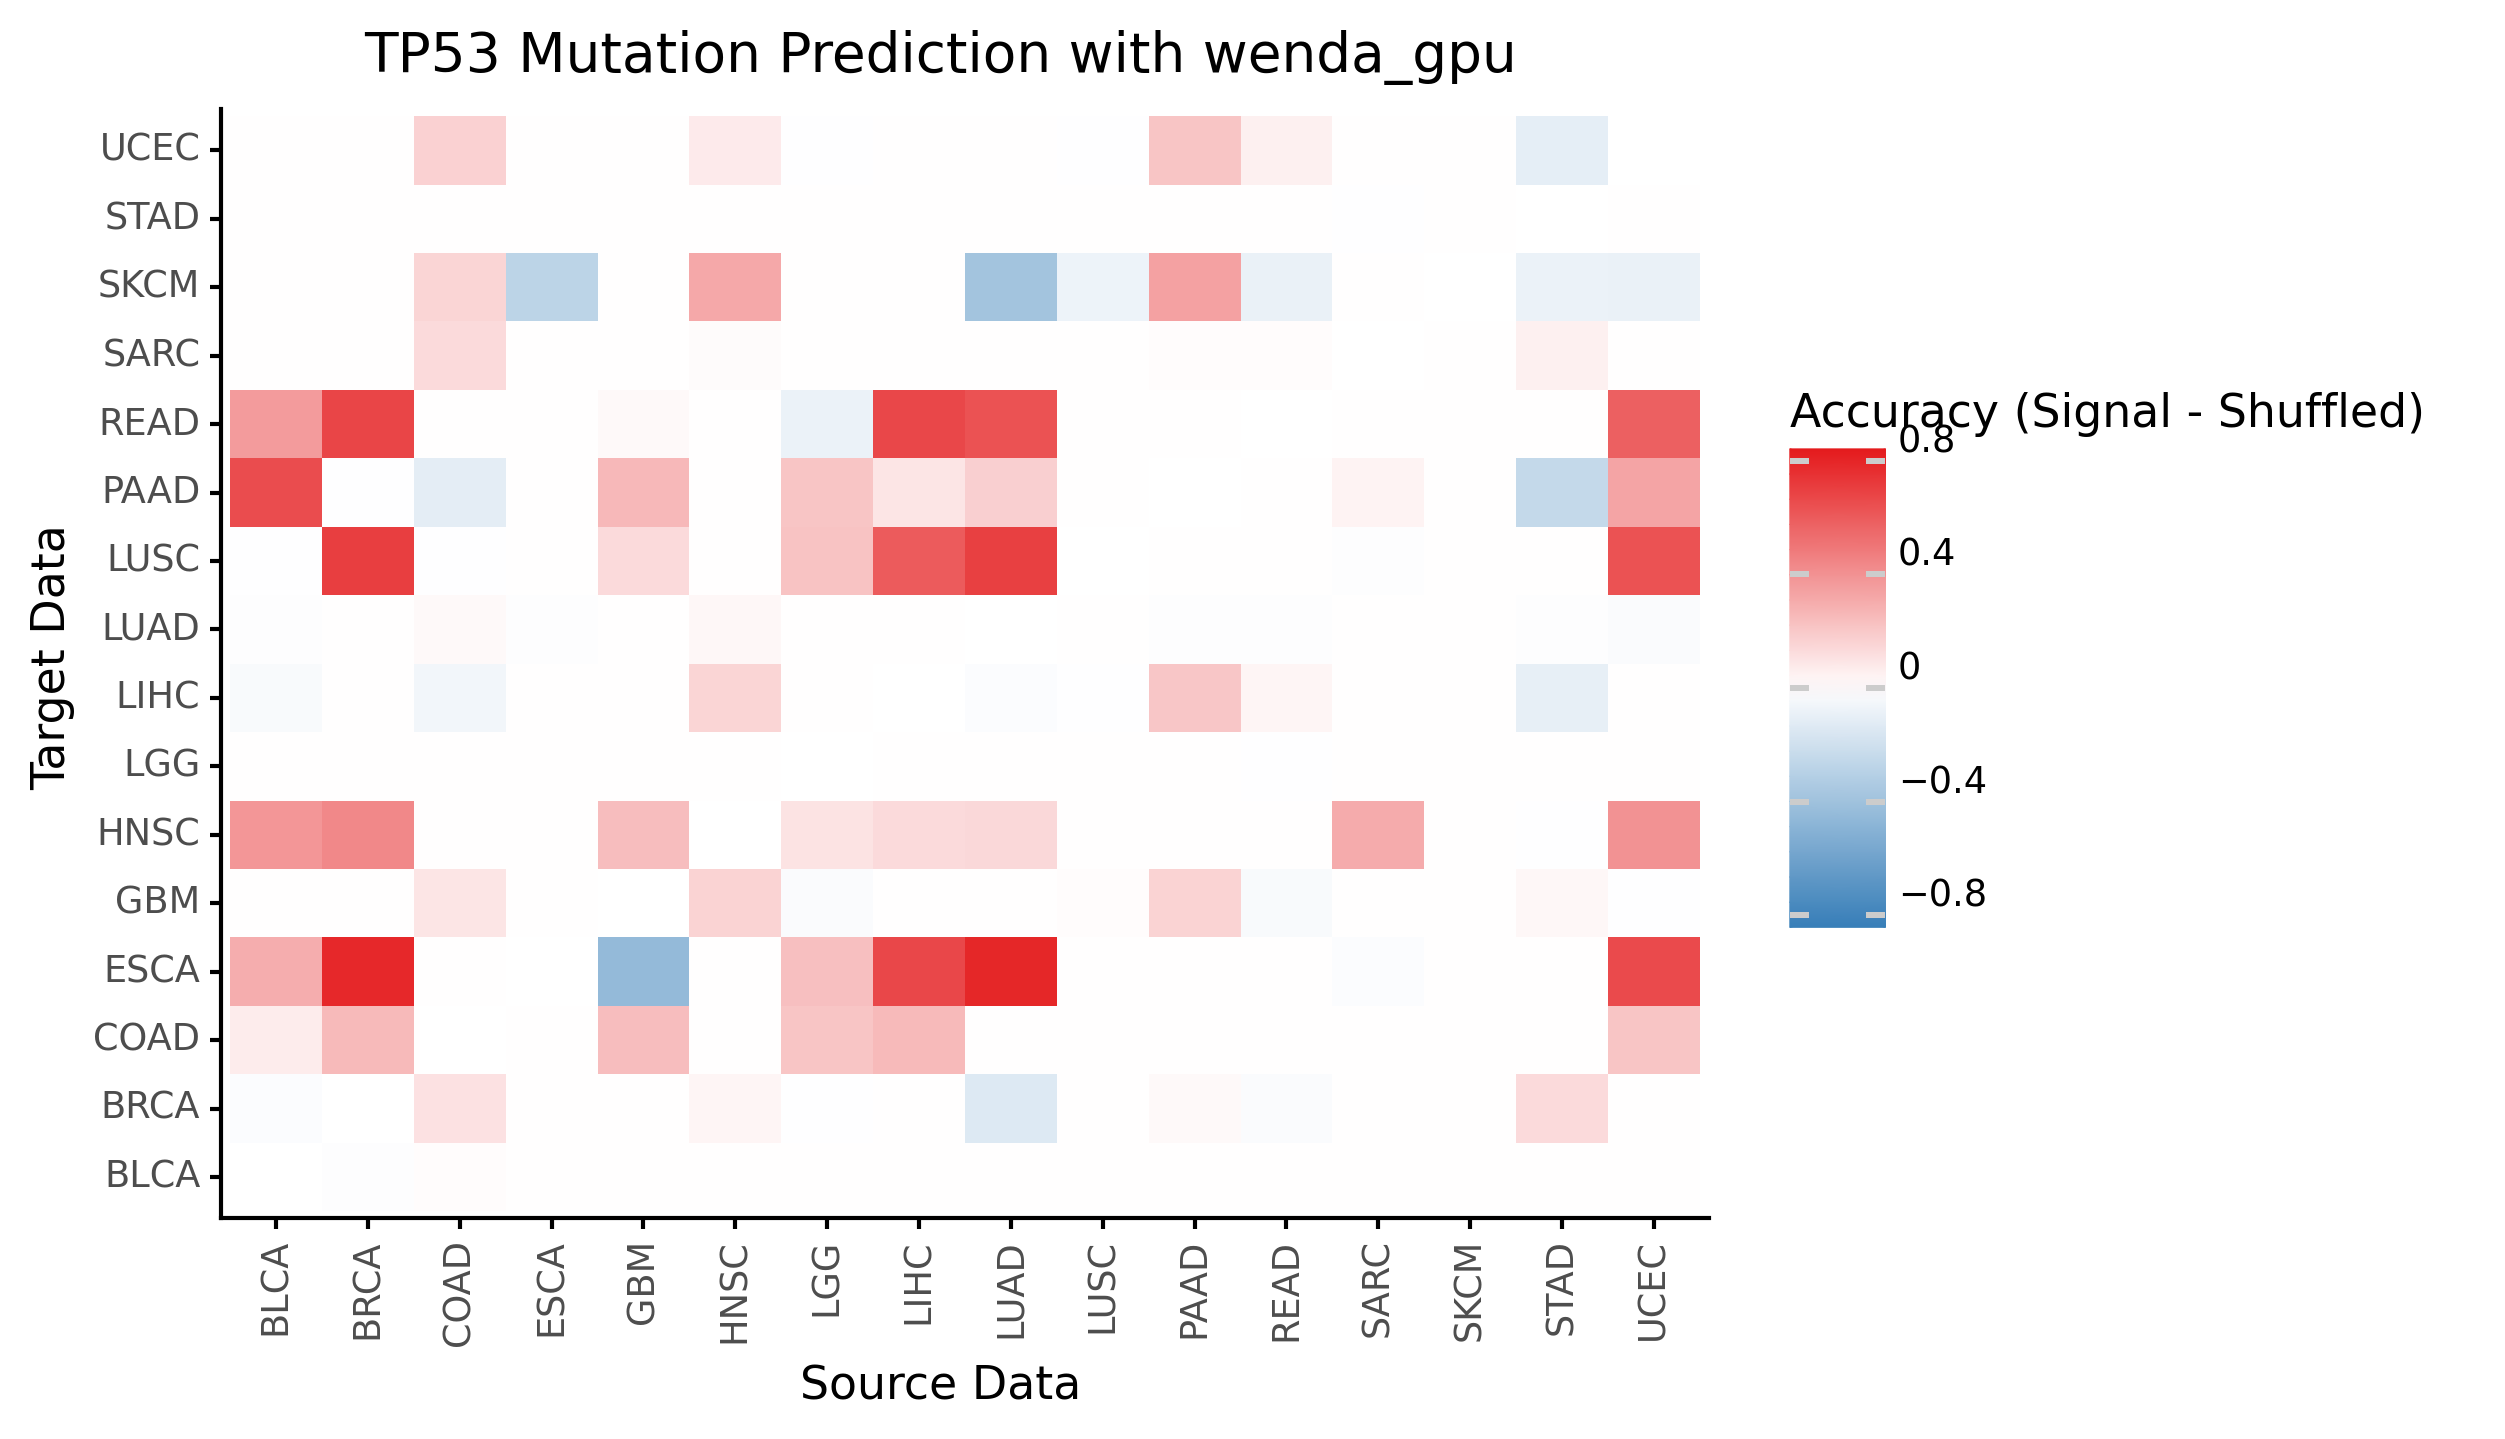 TP53 Mutation Prediction with wenda_gpu
Target Data
UCEC
STAD
SKCM
SARC
READ
PAAD
LUSC
LUAD
LIHC
LGG
HNSC
GBM
ESCA
COAD
BRCA
BLCA
BLCA
BRCA
COAD
ESCA
GBM
HNSC
LGG
LIHC
LUAD
LUSC
PAAD
READ
SARC
SKCM
STAD
UCEC
Source Data
Accuracy (Signal - Shuffled)
0.8
0.4
0
−0.4
−0.8